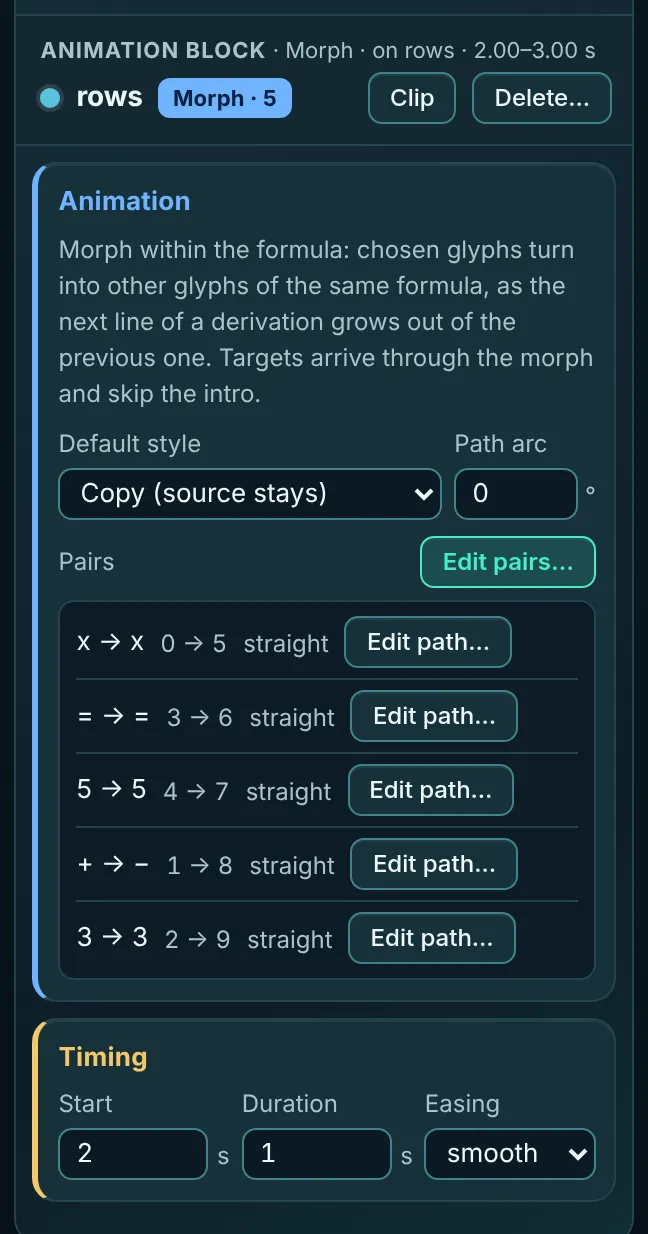 ANIMATION BLOCK · Morph · on rows · 2.00–3.00 s
rows Morph · 5 Clip Delete...
Animation
Morph within the formula: chosen glyphs turn
into other glyphs of the same formula, as the
next line of a derivation grows out of the
previous one. Targets arrive through the morph
and skip the intro.
Default style Path arc
Copy (source stays) 0 °
Pairs Edit pairs...
x → x 0 → 5 straight Edit path...
= → = 3 → 6 straight Edit path...
5 → 5 4 → 7 straight Edit path...
+ → − 1 → 8 straight Edit path...
3 → 3 2 → 9 straight Edit path...
Timing
Start Duration Easing
2 s 1 s smooth